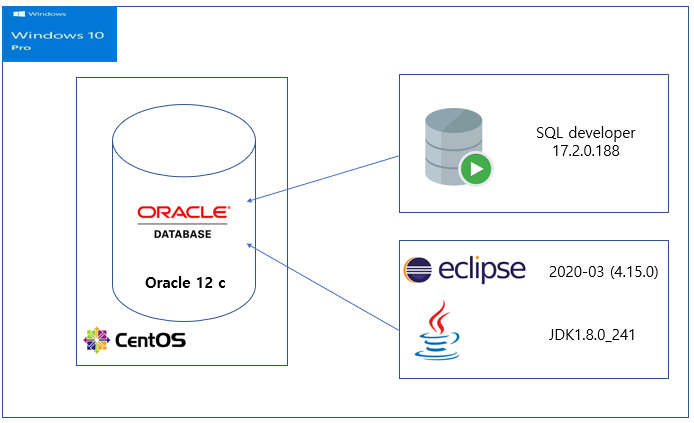 Windows
Windows 10
Pro
ORACLE
DATABASE
Oracle 12 c
CentOS
SQL developer
17.2.0.188
eclipse
2020-03 (4.15.0)
JDK1.8.0_241